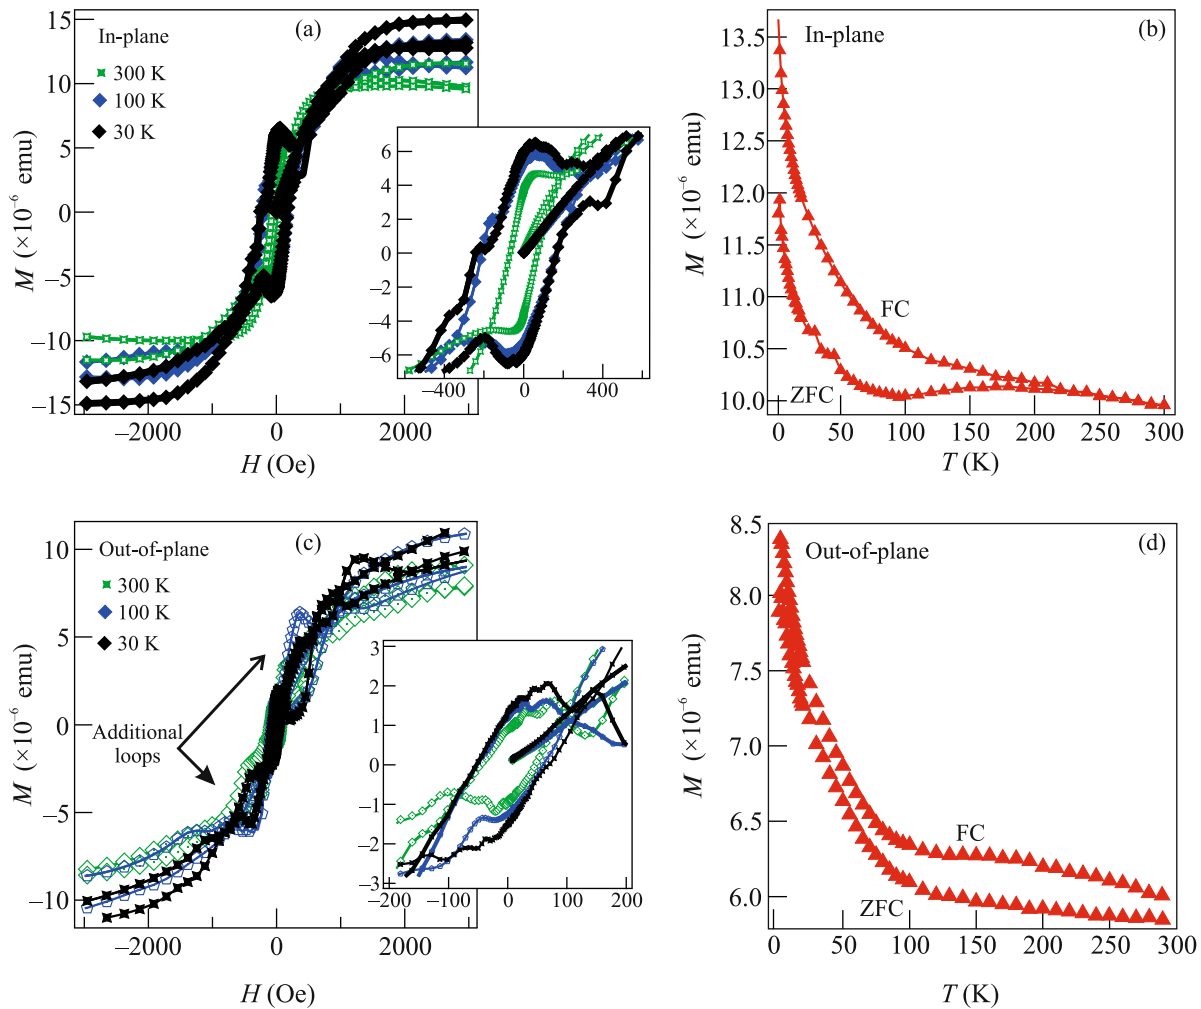 (a)
In-plane
300 K
100 K
30 K
15
10
5
0
−5
−10
−15
M (×10⁻⁶ emu)
−2000
0
2000
H (Oe)
6
4
2
0
−2
−4
−6
−400
0
400
(b)
In-plane
13.5
13.0
12.5
12.0
11.5
11.0
10.5
10.0
M (×10⁻⁶ emu)
FC
ZFC
0
50
100
150
200
250
300
T (K)
(c)
Out-of-plane
300 K
100 K
30 K
10
5
0
−5
−10
M (×10⁻⁶ emu)
Additional
loops
−2000
0
2000
H (Oe)
3
2
1
0
−1
−2
−3
−200
−100
0
100
200
(d)
Out-of-plane
8.5
8.0
7.5
7.0
6.5
6.0
M (×10⁻⁶ emu)
FC
ZFC
0
50
100
150
200
250
300
T (K)